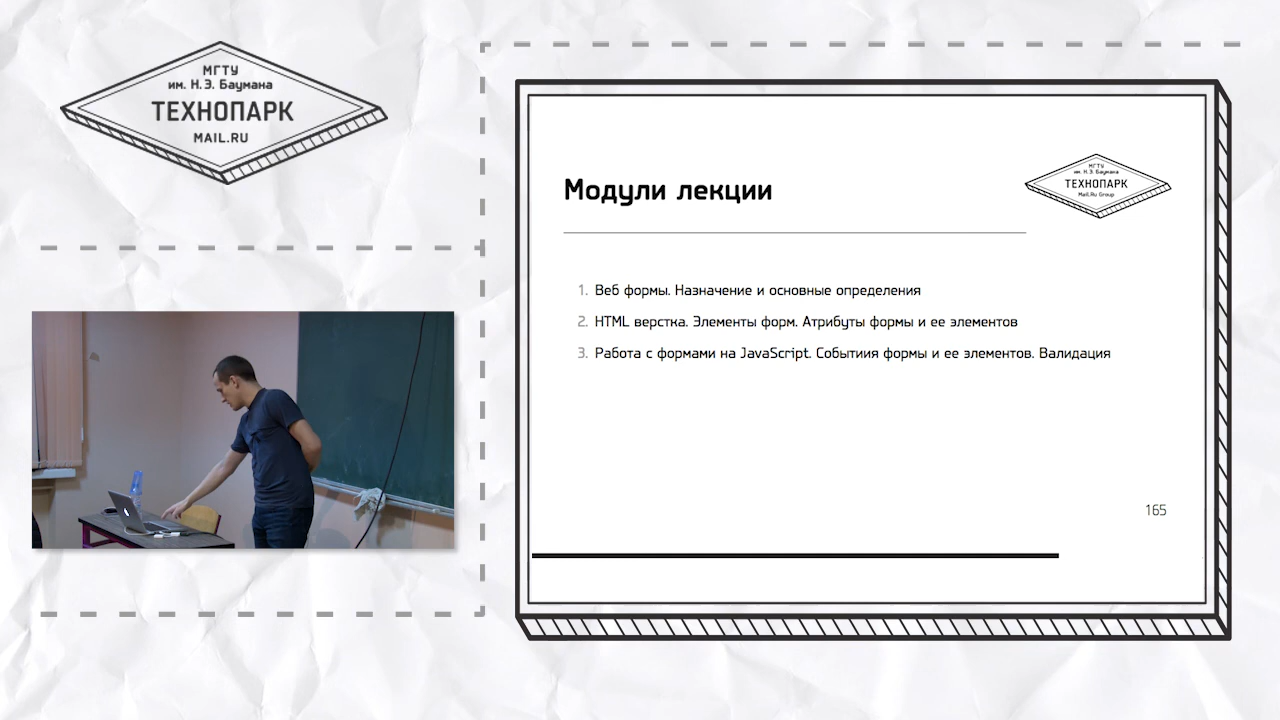 МГТУ
им. Н.Э. Баумана
ТЕХНОПАРК
MAIL.RU
Модули лекции
МГТУ
им. Н.Э. Баумана
ТЕХНОПАРК
Mail.Ru Group
1. Веб формы. Назначение и основные определения
2. HTML верстка. Элементы форм. Атрибуты формы и ее элементов
3. Работа с формами на JavaScript. Событиия формы и ее элементов. Валидация
165